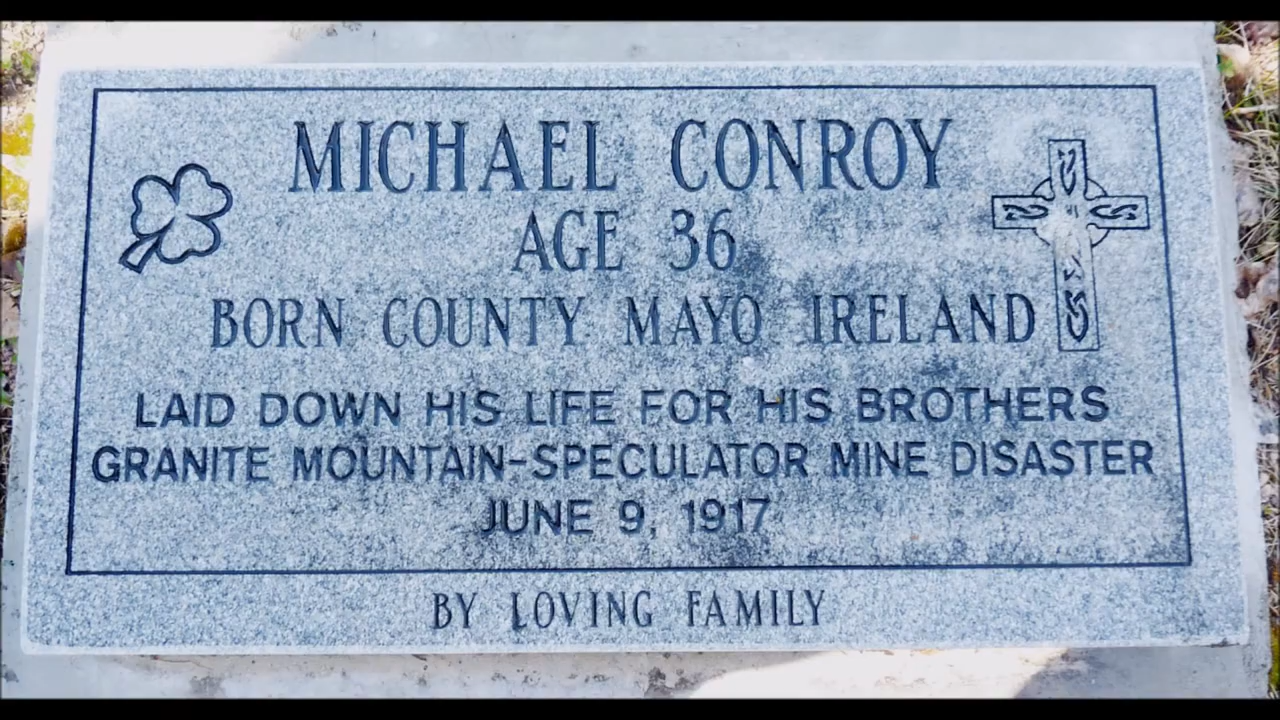 MICHAEL CONROY
AGE 36
BORN COUNTY MAYO IRELAND
LAID DOWN HIS LIFE FOR HIS BROTHERS
GRANITE MOUNTAIN-SPECULATOR MINE DISASTER
JUNE 9, 1917
BY LOVING FAMILY